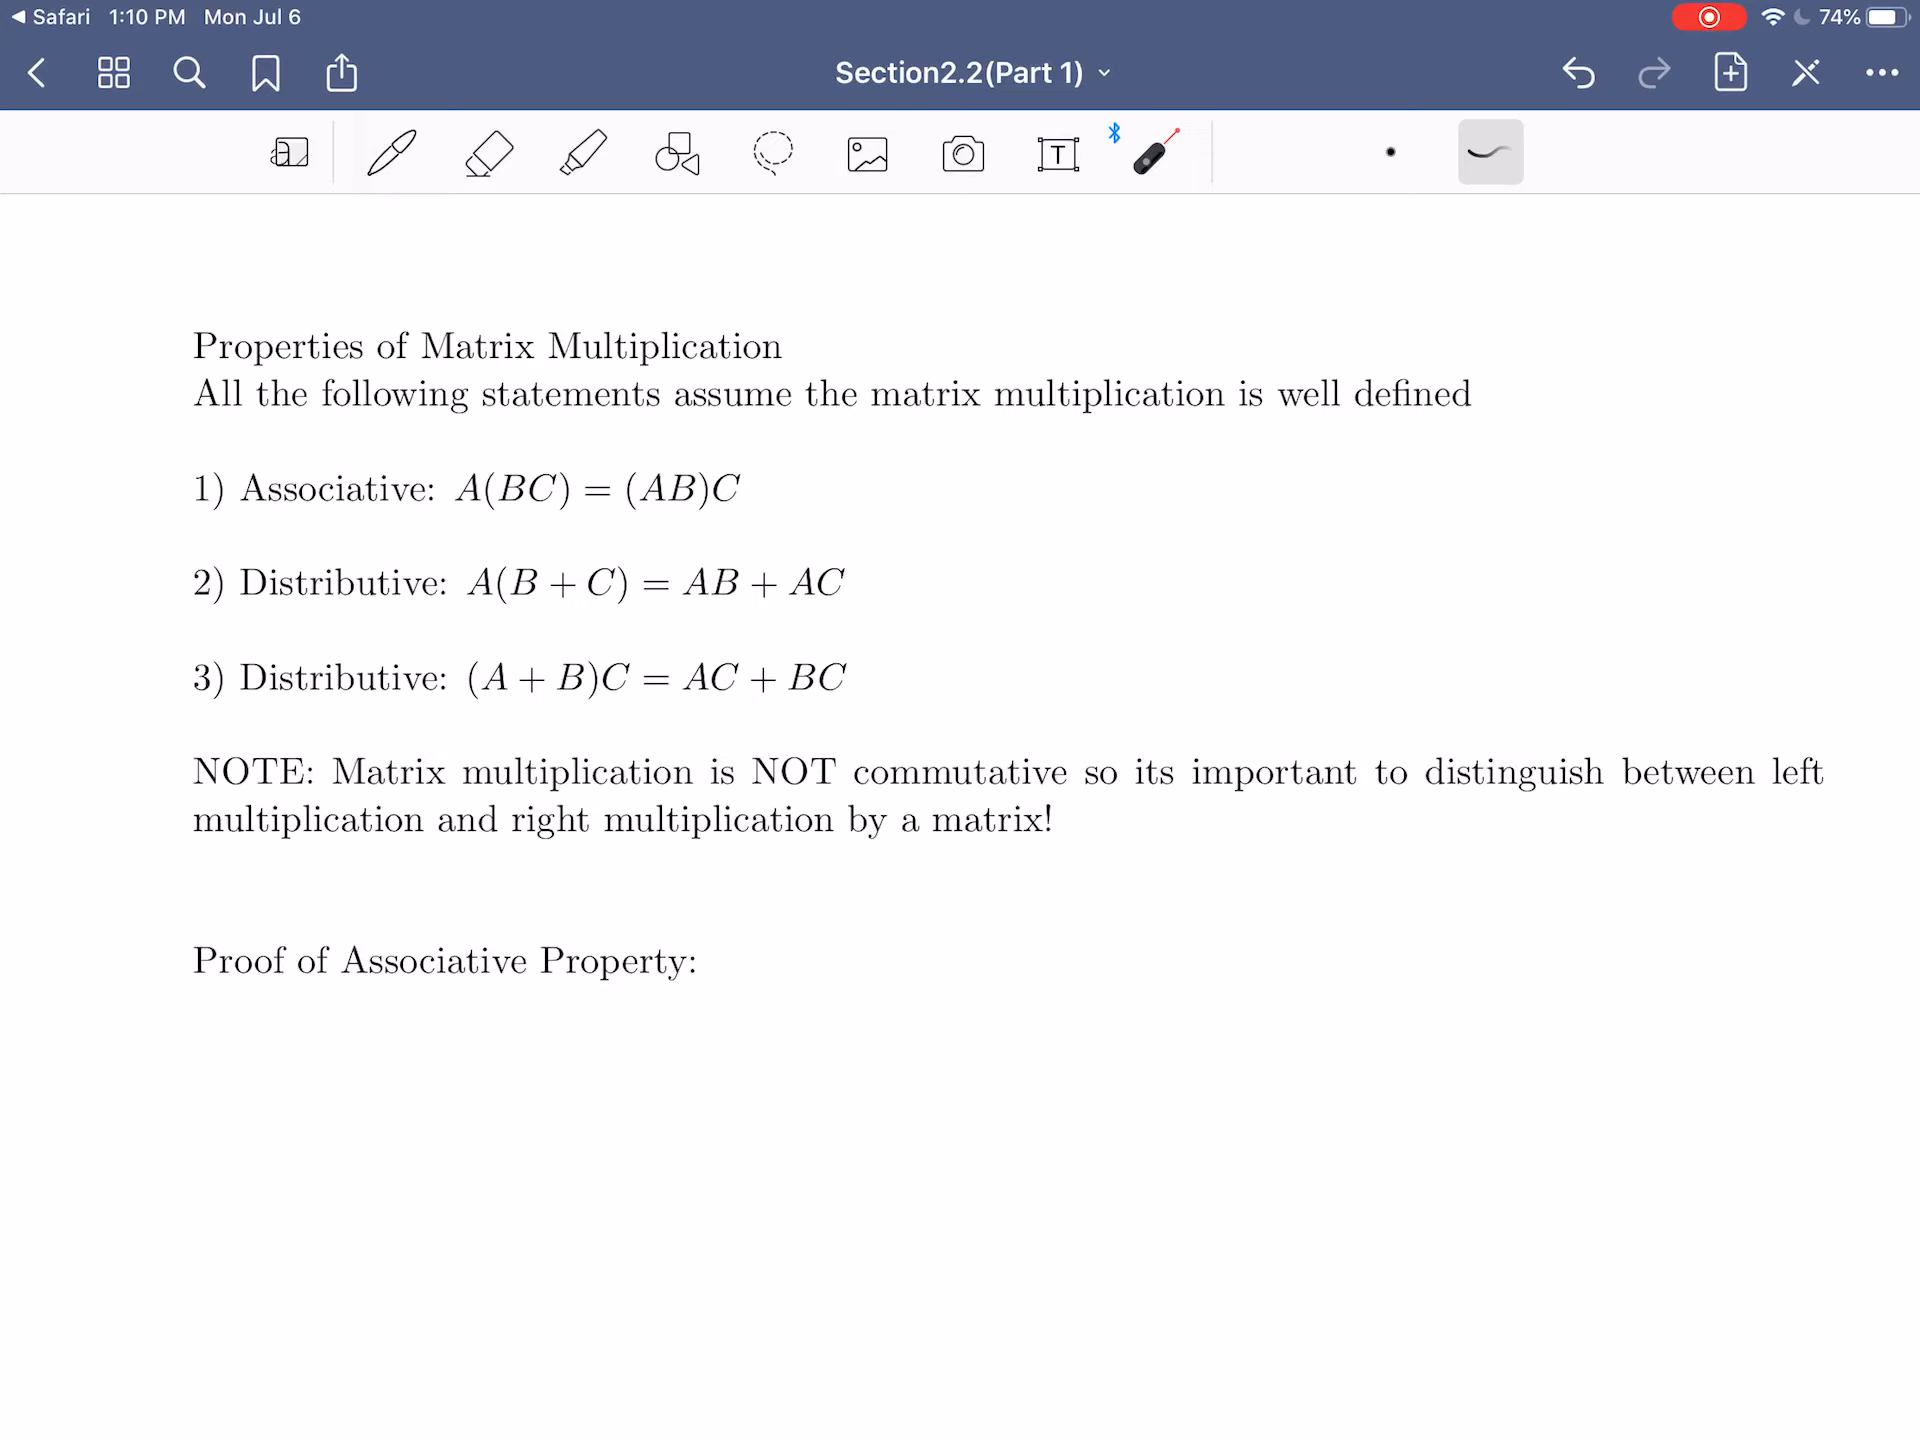 ◀ Safari 1:10 PM Mon Jul 6 74%
Section2.2(Part 1)
a T
Properties of Matrix Multiplication
All the following statements assume the matrix multiplication is well defined
1) Associative: A(BC) = (AB)C
2) Distributive: A(B + C) = AB + AC
3) Distributive: (A + B)C = AC + BC
NOTE: Matrix multiplication is NOT commutative so its important to distinguish between left
multiplication and right multiplication by a matrix!
Proof of Associative Property: